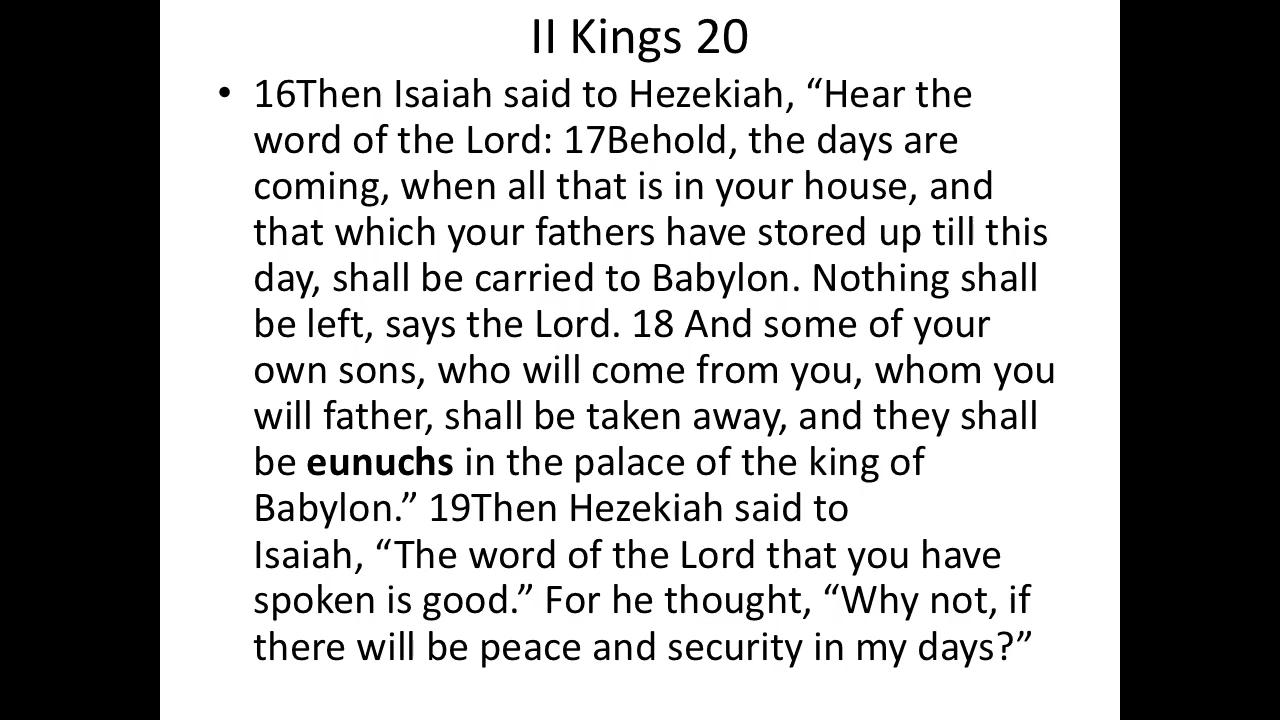 II Kings 20
• 16Then Isaiah said to Hezekiah, “Hear the
word of the Lord: 17Behold, the days are
coming, when all that is in your house, and
that which your fathers have stored up till this
day, shall be carried to Babylon. Nothing shall
be left, says the Lord. 18 And some of your
own sons, who will come from you, whom you
will father, shall be taken away, and they shall
be eunuchs in the palace of the king of
Babylon.” 19Then Hezekiah said to
Isaiah, “The word of the Lord that you have
spoken is good.” For he thought, “Why not, if
there will be peace and security in my days?”